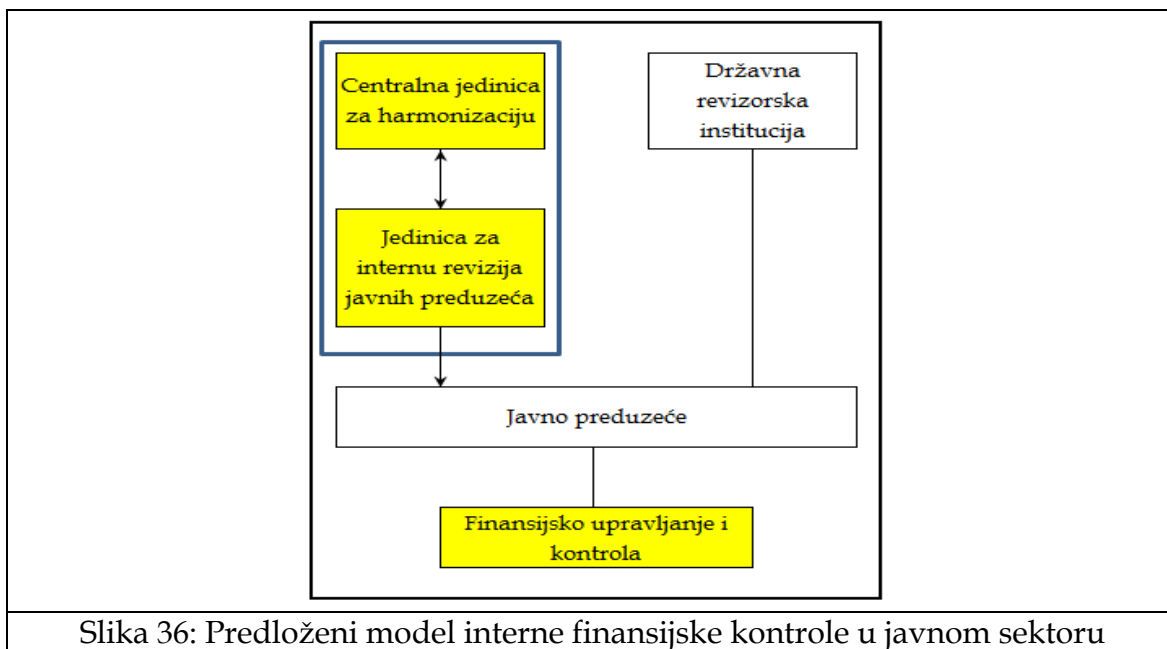 Centralna jedinica
za harmonizaciju
Državna
revizorska
institucija
Jedinica za
internu revizija
javnih preduzeća
Javno preduzeće
Finansijsko upravljanje i
kontrola
Slika 36: Predloženi model interne finansijske kontrole u javnom sektoru